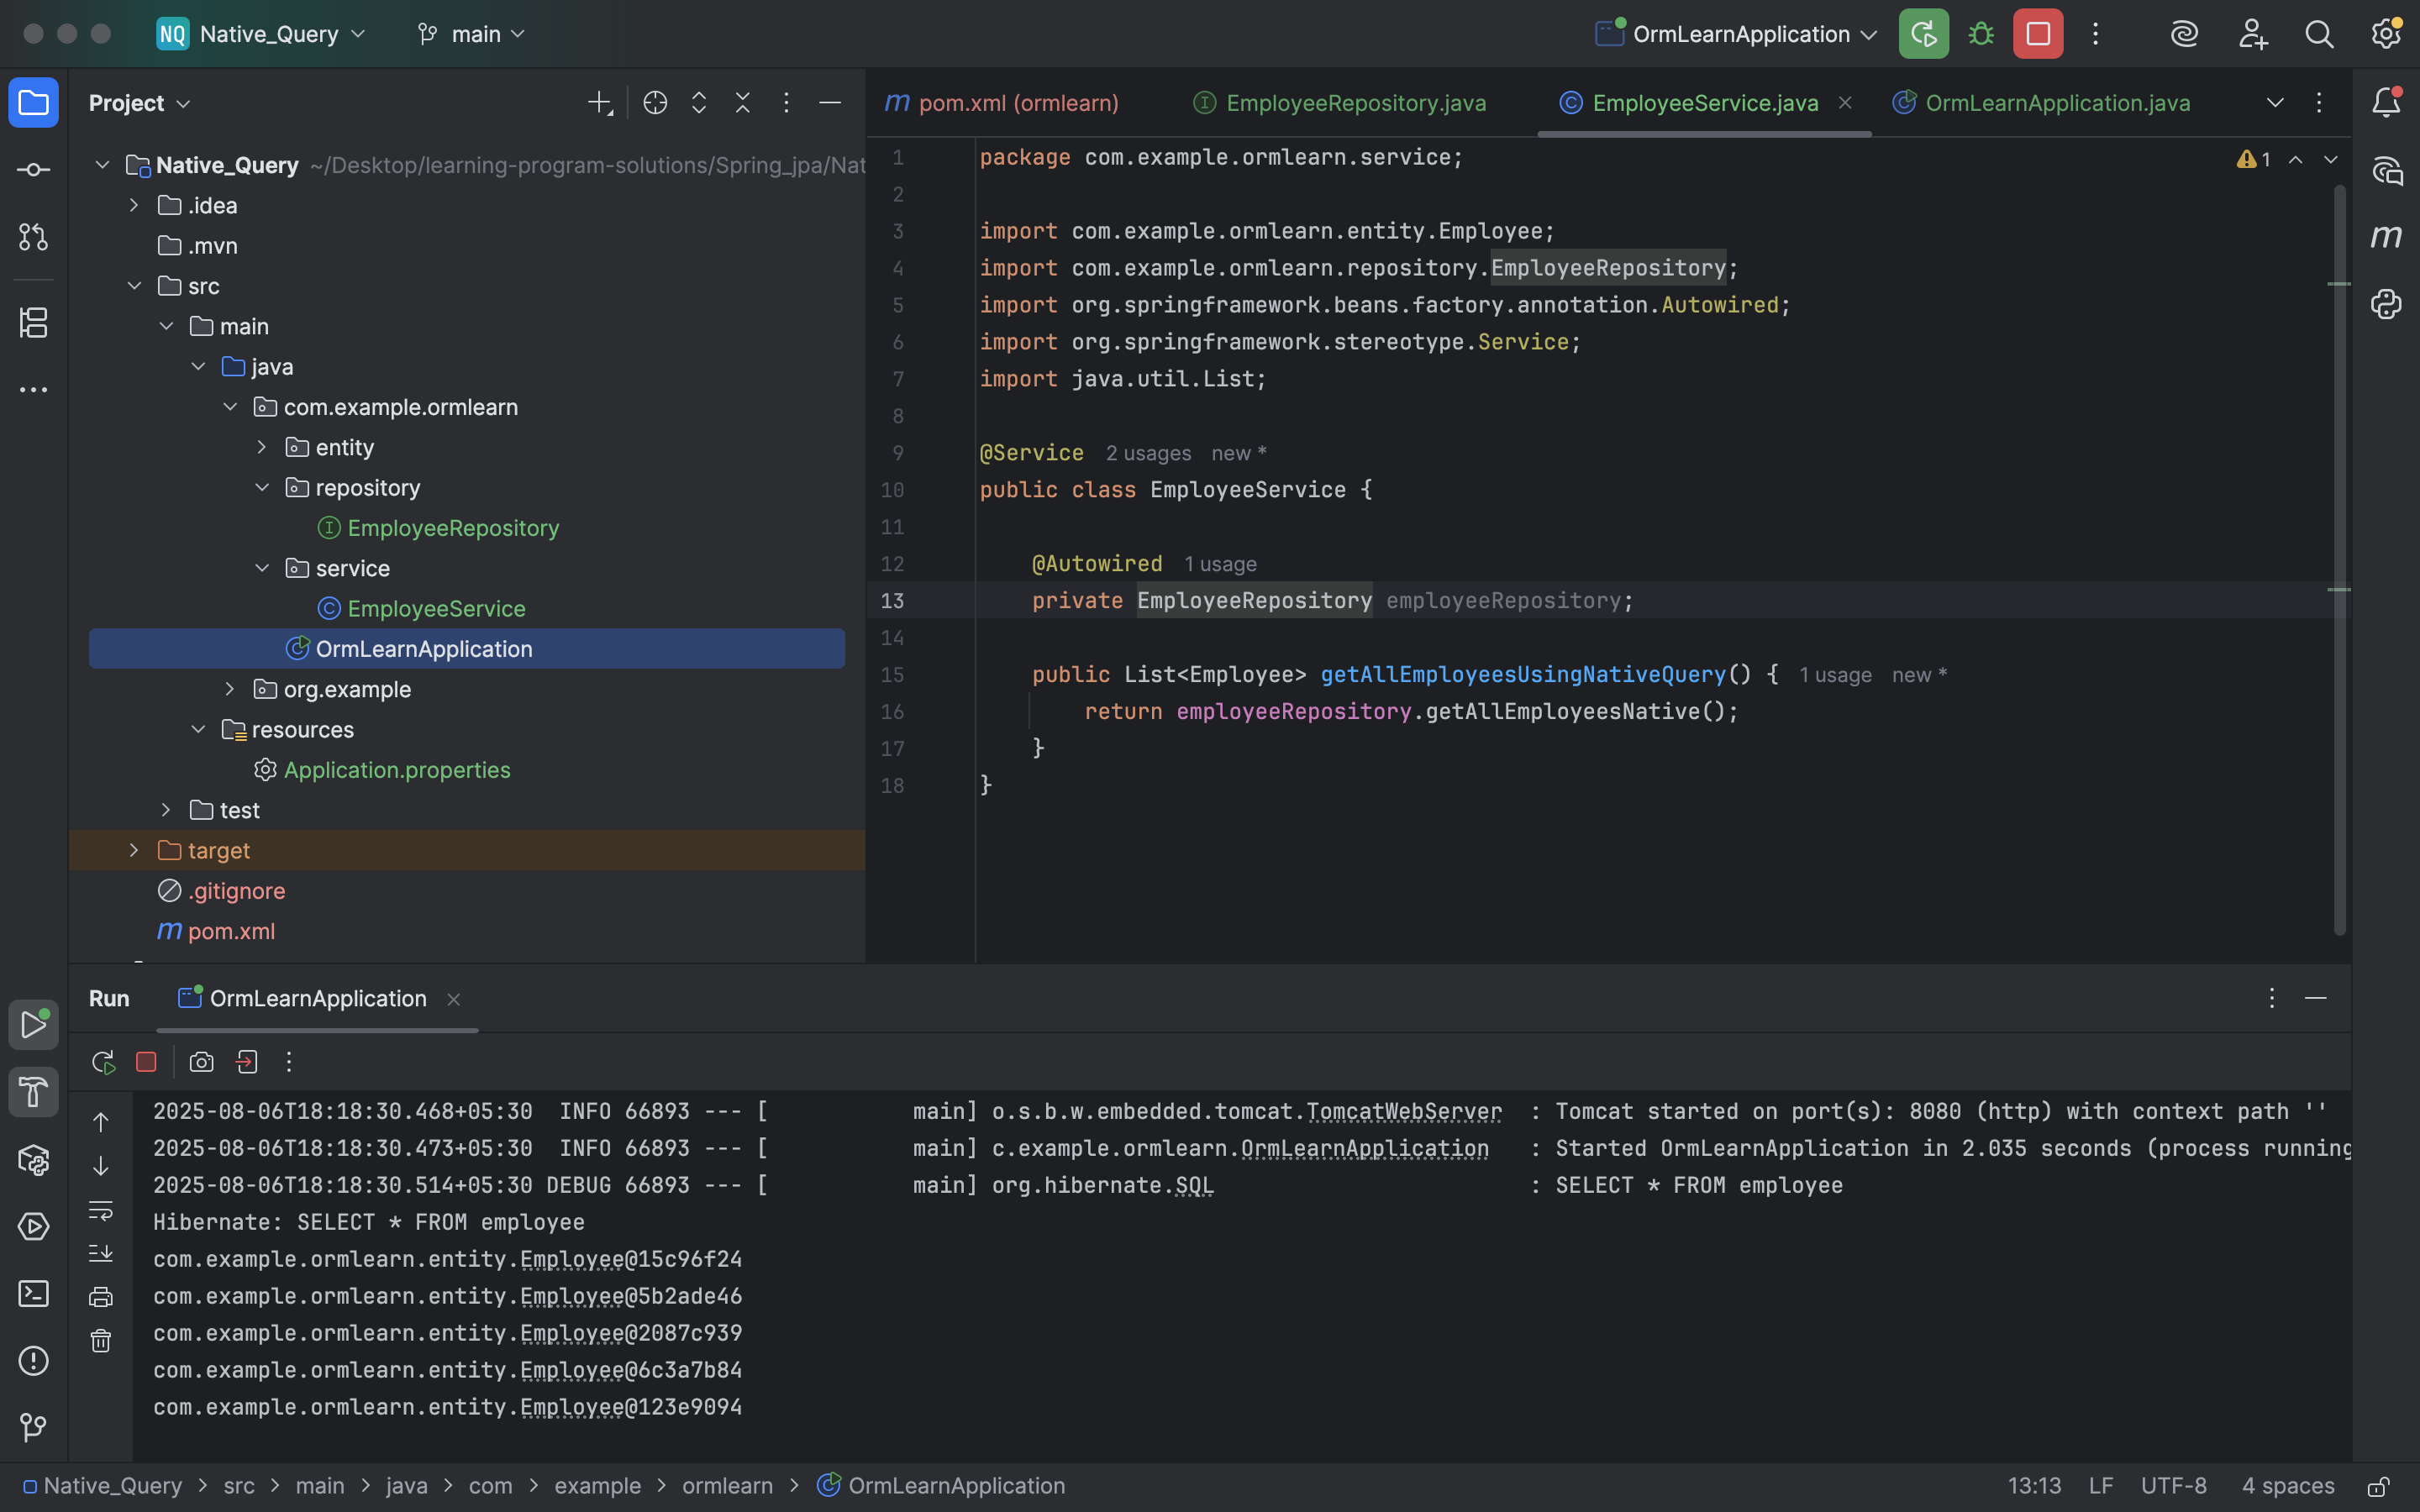 NQ Native_Query main OrmLearnApplication
Project
pom.xml (ormlearn) EmployeeRepository.java EmployeeService.java OrmLearnApplication.java
Native_Query ~/Desktop/learning-program-solutions/Spring_jpa/Nat
.idea
.mvn
src
main
java
com.example.ormlearn
entity
repository
EmployeeRepository
service
EmployeeService
OrmLearnApplication
org.example
resources
Application.properties
test
target
.gitignore
pom.xml
1 package com.example.ormlearn.service;
2
3 import com.example.ormlearn.entity.Employee;
4 import com.example.ormlearn.repository.EmployeeRepository;
5 import org.springframework.beans.factory.annotation.Autowired;
6 import org.springframework.stereotype.Service;
7 import java.util.List;
8
9 @Service 2 usages new *
10 public class EmployeeService {
11
12 @Autowired 1 usage
13 private EmployeeRepository employeeRepository;
14
15 public List<Employee> getAllEmployeesUsingNativeQuery() { 1 usage new *
16 return employeeRepository.getAllEmployeesNative();
17 }
18 }
1
Run OrmLearnApplication
2025-08-06T18:18:30.468+05:30  INFO 66893 --- [           main] o.s.b.w.embedded.tomcat.TomcatWebServer  : Tomcat started on port(s): 8080 (http) with context path ''
2025-08-06T18:18:30.473+05:30  INFO 66893 --- [           main] c.example.ormlearn.OrmLearnApplication   : Started OrmLearnApplication in 2.035 seconds (process running
2025-08-06T18:18:30.514+05:30 DEBUG 66893 --- [           main] org.hibernate.SQL                        : SELECT * FROM employee
Hibernate: SELECT * FROM employee
com.example.ormlearn.entity.Employee@15c96f24
com.example.ormlearn.entity.Employee@5b2ade46
com.example.ormlearn.entity.Employee@2087c939
com.example.ormlearn.entity.Employee@6c3a7b84
com.example.ormlearn.entity.Employee@123e9094
Native_Query > src > main > java > com > example > ormlearn > OrmLearnApplication 13:13 LF UTF-8 4 spaces